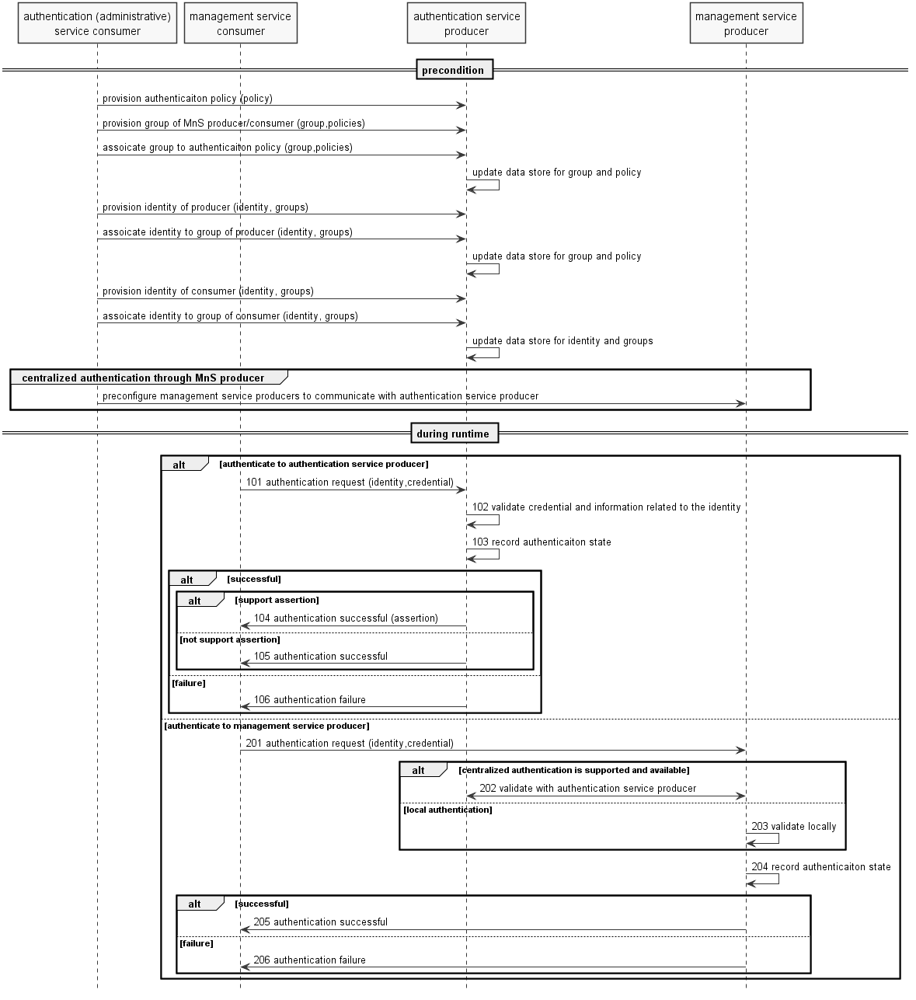 authentication (administrative)
service consumer
management service
consumer
authentication service
producer
management service
producer
precondition
provision authenticaiton policy (policy)
provision group of MnS producer/consumer (group,policies)
assoicate group to authenticaiton policy (group,policies)
update data store for group and policy
provision identity of producer (identity, groups)
assoicate identity to group of producer (identity, groups)
update data store for group and policy
provision identity of consumer (identity, groups)
assoicate identity to group of consumer (identity, groups)
update data store for identity and groups
centralized authentication through MnS producer
preconfigure management service producers to communicate with authentication service producer
during runtime
alt [authenticate to authentication service producer]
101 authentication request (identity,credential)
102 validate credential and information related to the identity
103 record authenticaiton state
alt [successful]
alt [support assertion]
104 authentication successful (assertion)
[not support assertion]
105 authentication successful
[failure]
106 authentication failure
[authenticate to management service producer]
201 authentication request (identity,credential)
alt [centralized authentication is supported and available]
202 validate with authentication service producer
[local authentication]
203 validate locally
204 record authenticaiton state
alt [successful]
205 authentication successful
[failure]
206 authentication failure